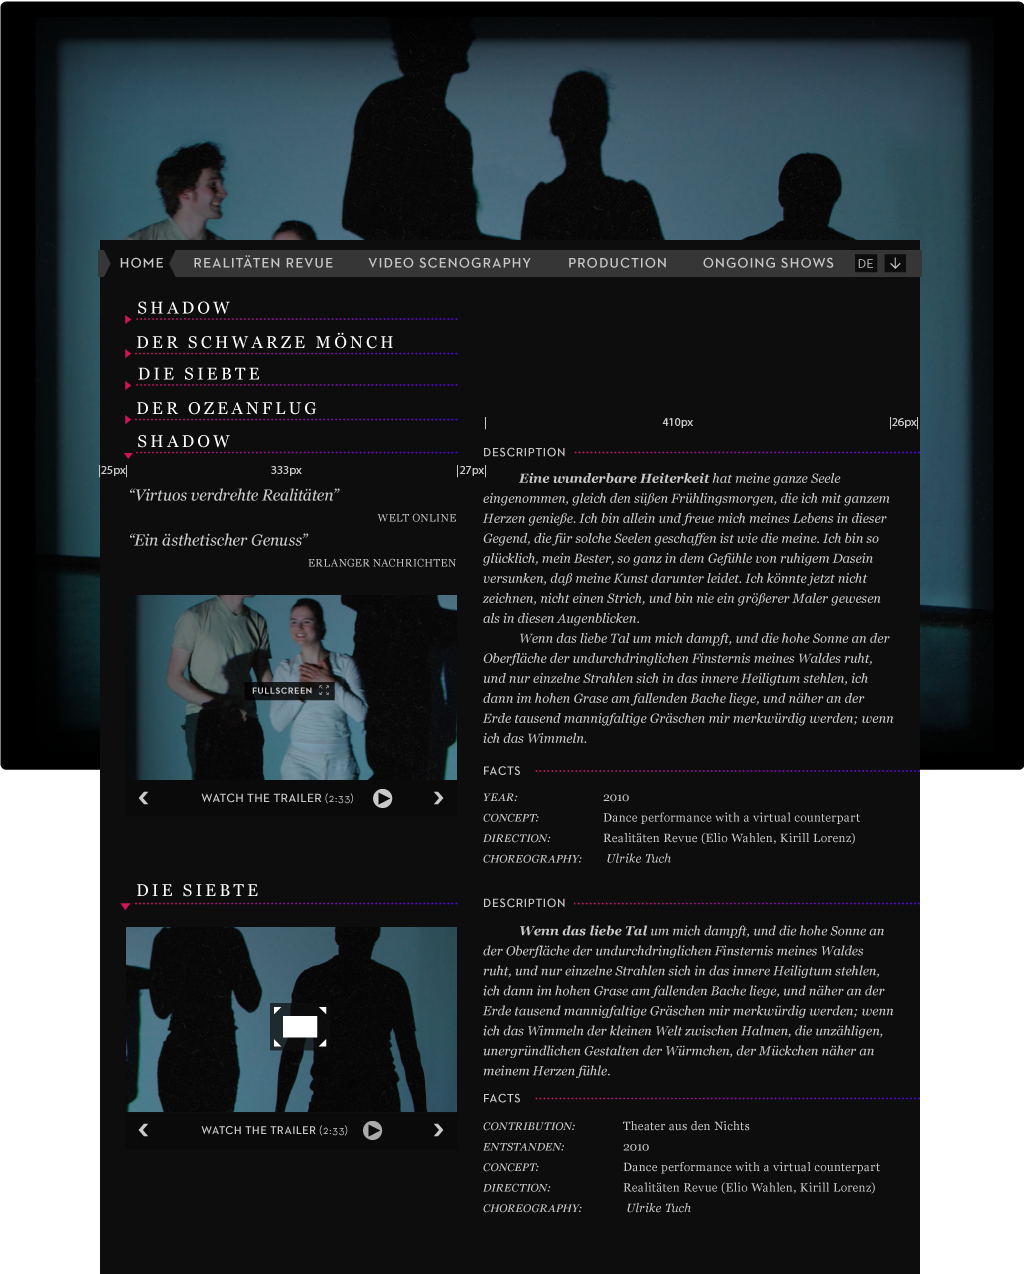 HOME REALITÄTEN REVUE VIDEO SCENOGRAPHY PRODUCTION ONGOING SHOWS DE
SHADOW
DER SCHWARZE MÖNCH
DIE SIEBTE
DER OZEANFLUG
SHADOW
25px 333px 27px
“Virtuos verdrehte Realitäten”
WELT ONLINE
“Ein ästhetischer Genuss”
ERLANGER NACHRICHTEN
FULLSCREEN
WATCH THE TRAILER (2:33)
410px 26px
DESCRIPTION
Eine wunderbare Heiterkeit hat meine ganze Seele
eingenommen, gleich den süßen Frühlingsmorgen, die ich mit ganzem
Herzen genieße. Ich bin allein und freue mich meines Lebens in dieser
Gegend, die für solche Seelen geschaffen ist wie die meine. Ich bin so
glücklich, mein Bester, so ganz in dem Gefühle von ruhigem Dasein
versunken, daß meine Kunst darunter leidet. Ich könnte jetzt nicht
zeichnen, nicht einen Strich, und bin nie ein größerer Maler gewesen
als in diesen Augenblicken.
Wenn das liebe Tal um mich dampft, und die hohe Sonne an der
Oberfläche der undurchdringlichen Finsternis meines Waldes ruht,
und nur einzelne Strahlen sich in das innere Heiligtum stehlen, ich
dann im hohen Grase am fallenden Bache liege, und näher an der
Erde tausend mannigfaltige Gräschen mir merkwürdig werden; wenn
ich das Wimmeln.
FACTS
YEAR: 2010
CONCEPT: Dance performance with a virtual counterpart
DIRECTION: Realitäten Revue (Elio Wahlen, Kirill Lorenz)
CHOREOGRAPHY: Ulrike Tuch
DIE SIEBTE
WATCH THE TRAILER (2:33)
DESCRIPTION
Wenn das liebe Tal um mich dampft, und die hohe Sonne an
der Oberfläche der undurchdringlichen Finsternis meines Waldes
ruht, und nur einzelne Strahlen sich in das innere Heiligtum stehlen,
ich dann im hohen Grase am fallenden Bache liege, und näher an der
Erde tausend mannigfaltige Gräschen mir merkwürdig werden; wenn
ich das Wimmeln der kleinen Welt zwischen Halmen, die unzähligen,
unergründlichen Gestalten der Würmchen, der Mückchen näher an
meinem Herzen fühle.
FACTS
CONTRIBUTION: Theater aus den Nichts
ENTSTANDEN: 2010
CONCEPT: Dance performance with a virtual counterpart
DIRECTION: Realitäten Revue (Elio Wahlen, Kirill Lorenz)
CHOREOGRAPHY: Ulrike Tuch